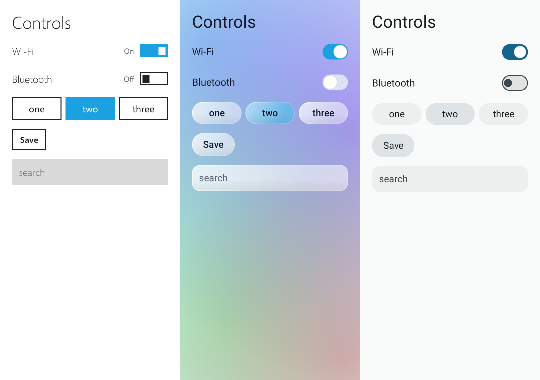 Controls
Wi-Fi On
Bluetooth Off
one two three
Save
search
Controls
Wi-Fi
Bluetooth
one two three
Save
search
Controls
Wi-Fi
Bluetooth
one two three
Save
search